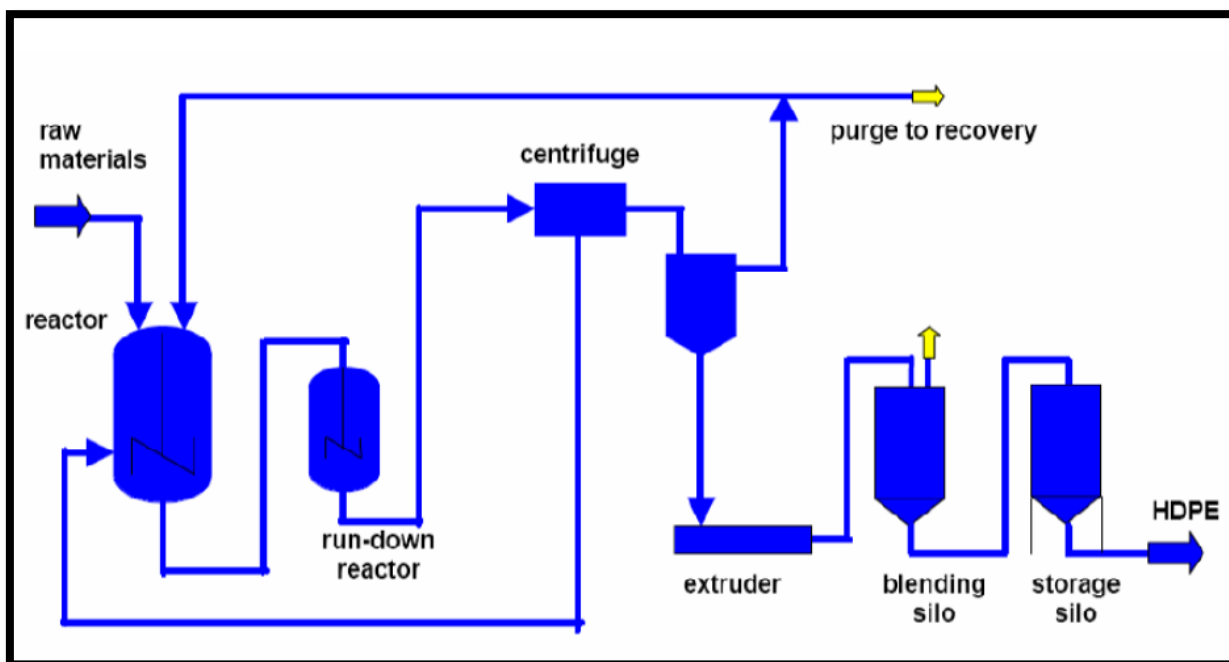 raw
materials
centrifuge
purge to recovery
reactor
run-down
reactor
extruder
blending
silo
storage
silo
HDPE